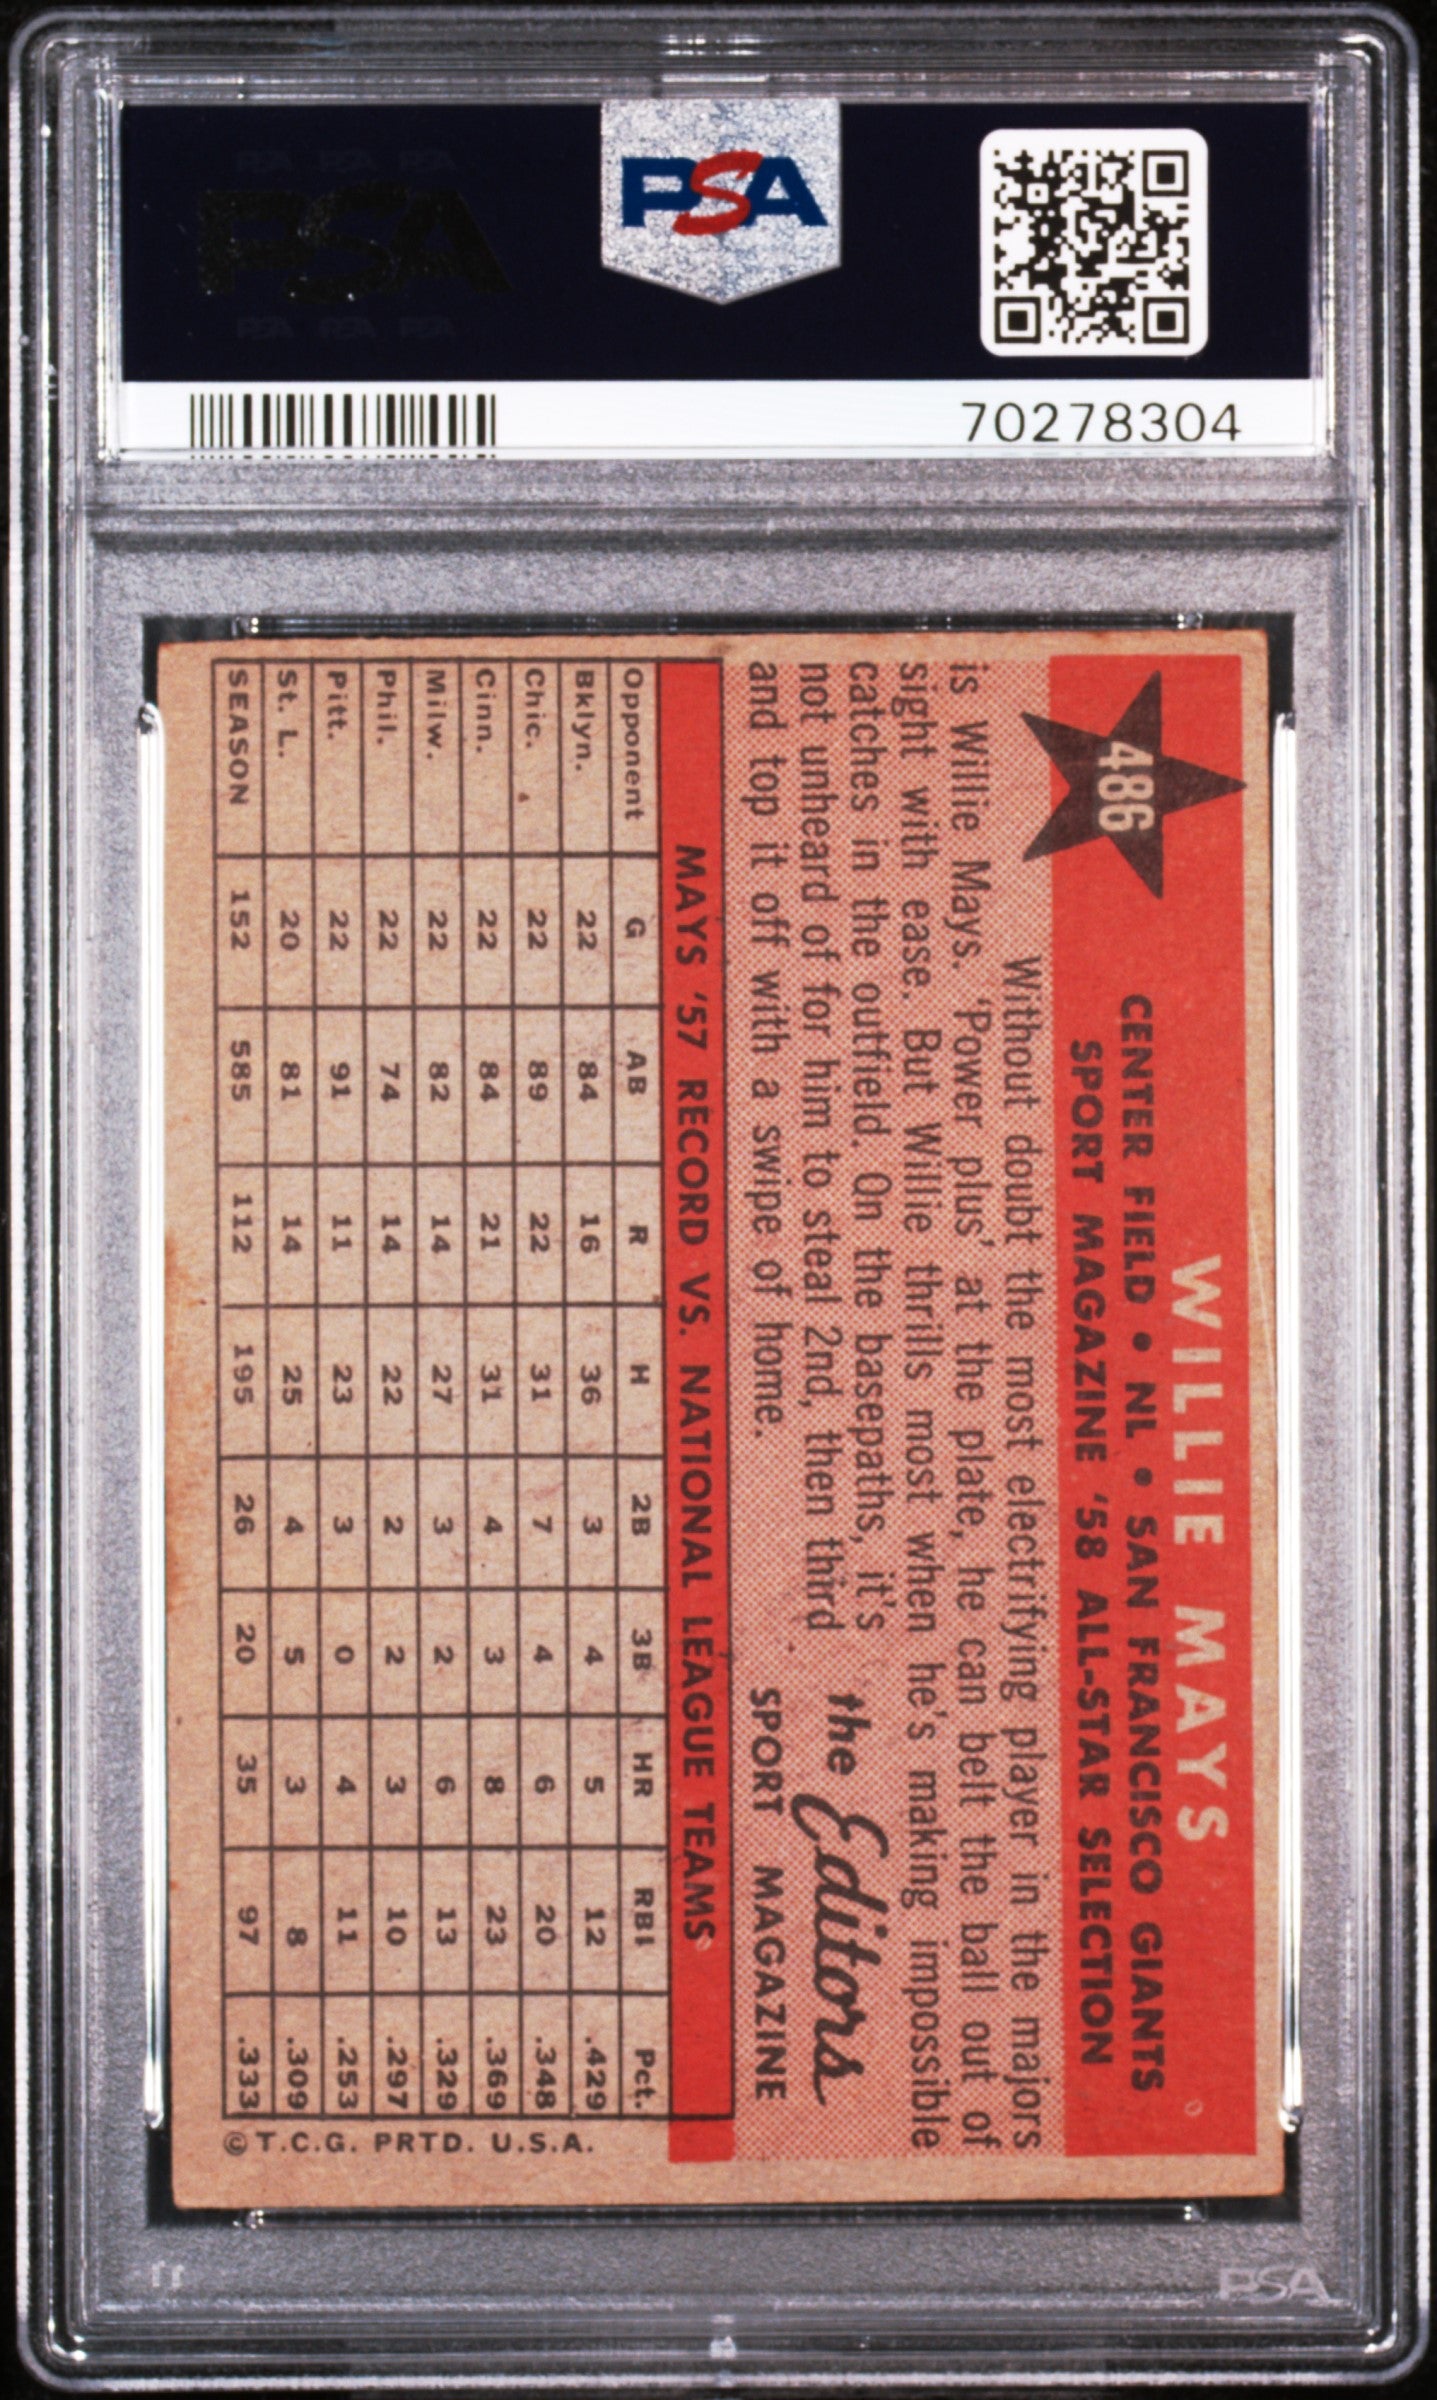 PSA PSA PSA
PSA
PSA PSA PSA
PSA
70278304
486
WILLIE MAYS
CENTER FIELD • NL • SAN FRANCISCO GIANTS
SPORT MAGAZINE '58 ALL-STAR SELECTION
Without doubt the most electrifying player in the majors
is Willie Mays. 'Power plus' at the plate, he can belt the ball out of
sight with ease. But Willie thrills most when he's making impossible
catches in the outfield. On the basepaths, it's
not unheard of for him to steal 2nd, then third
and top it off with a swipe of home.
the Editors
SPORT MAGAZINE
MAYS '57 RECORD VS. NATIONAL LEAGUE TEAMS
Opponent G AB R H 2B 3B HR RBI Pct.
Bklyn. 22 84 16 36 3 4 5 12 .429
Chic. 22 89 22 31 7 4 6 20 .348
Cinn. 22 84 21 31 4 3 8 23 .369
Milw. 22 82 14 27 3 2 6 13 .329
Phil. 22 74 14 22 2 2 3 10 .297
Pitt. 22 91 11 23 3 0 4 11 .253
St. L. 20 81 14 25 4 5 3 8 .309
SEASON 152 585 112 195 26 20 35 97 .333
© T.C.G. PRTD. U.S.A.
PSA